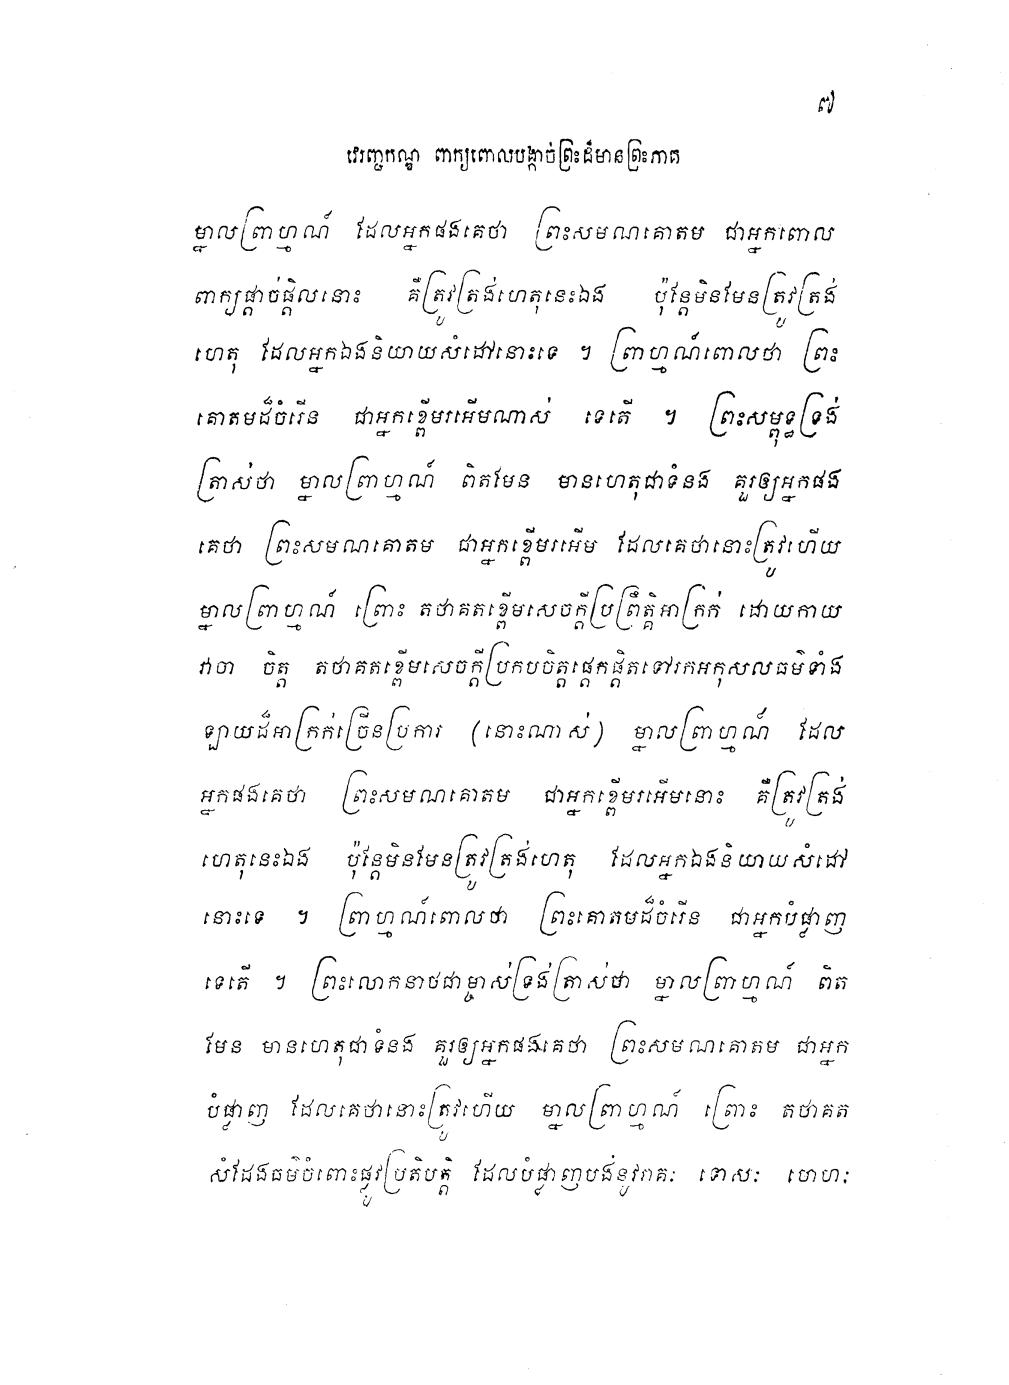 ៧
វេរញ្ជកណ្ឌ ពាក្យពោលបង្កាច់ព្រះដ៏មានព្រះភាគ
ម្នាលព្រាហ្មណ៍ ដែលអ្នកផងគេថា ព្រះសមណគោតម ជាអ្នកពោល
ពាក្យផ្តាច់ផ្តិលនោះ គឺត្រូវត្រង់ហេតុនេះឯង ប៉ុន្តែមិនមែនត្រូវត្រង់
ហេតុ ដែលអ្នកឯងនិយាយសំដៅនោះទេ ។ ព្រាហ្មណ៍ពោលថា ព្រះ
គោតមដ៏ចំរើន ជាអ្នកខ្ពើមរអើមណាស់ ទេតើ ។ ព្រះសម្ពុទ្ធទ្រង់
ត្រាស់ថា ម្នាលព្រាហ្មណ៍ ពិតមែន មានហេតុជាទំនង គួរឲ្យអ្នកផង
គេថា ព្រះសមណគោតម ជាអ្នកខ្ពើមរអើម ដែលគេថានោះត្រូវហើយ
ម្នាលព្រាហ្មណ៍ ព្រោះ តថាគតខ្ពើមសេចក្តីប្រព្រឹត្តិអាក្រក់ ដោយកាយ
វាចា ចិត្ត តថាគតខ្ពើមសេចក្តីប្រកបចិត្តផ្តេកផ្តិតទៅរកអកុសលធម៌ទាំង
ឡាយដ៏អាក្រក់ច្រើនប្រការ (នោះណាស់) ម្នាលព្រាហ្មណ៍ ដែល
អ្នកផងគេថា ព្រះសមណគោតម ជាអ្នកខ្ពើមរអើមនោះ គឺត្រូវត្រង់
ហេតុនេះឯង ប៉ុន្តែមិនមែនត្រូវត្រង់ហេតុ ដែលអ្នកឯងនិយាយសំដៅ
នោះទេ ។ ព្រាហ្មណ៍ពោលថា ព្រះគោតមដ៏ចំរើន ជាអ្នកបំផ្លាញ
ទេតើ ។ ព្រះលោកនាថជាម្ចាស់ទ្រង់ត្រាស់ថា ម្នាលព្រាហ្មណ៍ ពិត
មែន មានហេតុជាទំនង គួរឲ្យអ្នកផងគេថា ព្រះសមណគោតម ជាអ្នក
បំផ្លាញ ដែលគេថានោះត្រូវហើយ ម្នាលព្រាហ្មណ៍ ព្រោះ តថាគត
សំដែងធម៌ចំពោះផ្លូវប្រតិបត្តិ ដែលបំផ្លាញបង់នូវរាគៈ ទោសៈ មោហៈ